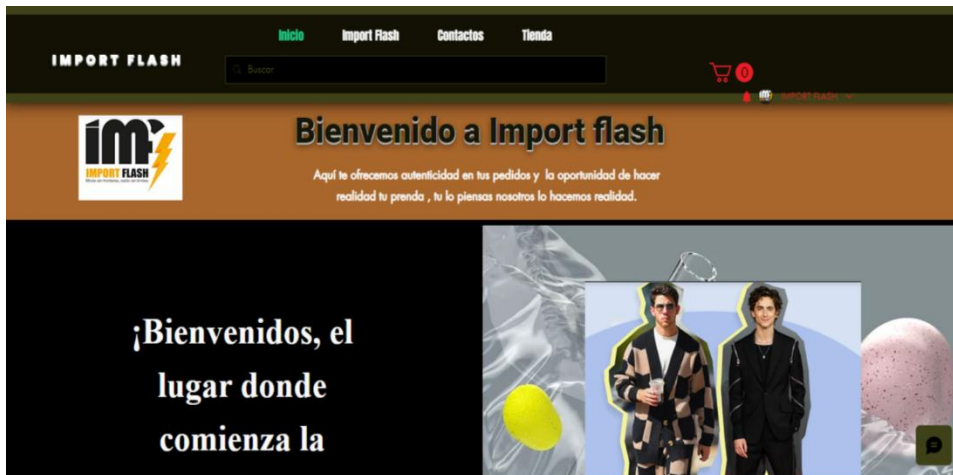 Inicio Import Flash Contactos Tienda
IMPORT FLASH
Buscar
0
IMPORT FLASH
Bienvenido a Import flash
im
IMPORT FLASH
Aquí te ofrecemos autenticidad en tus pedidos y la oportunidad de hacer
realidad tu prenda , tu lo piensas nosotros lo hacemos realidad.
¡Bienvenidos, el
lugar donde
comienza la